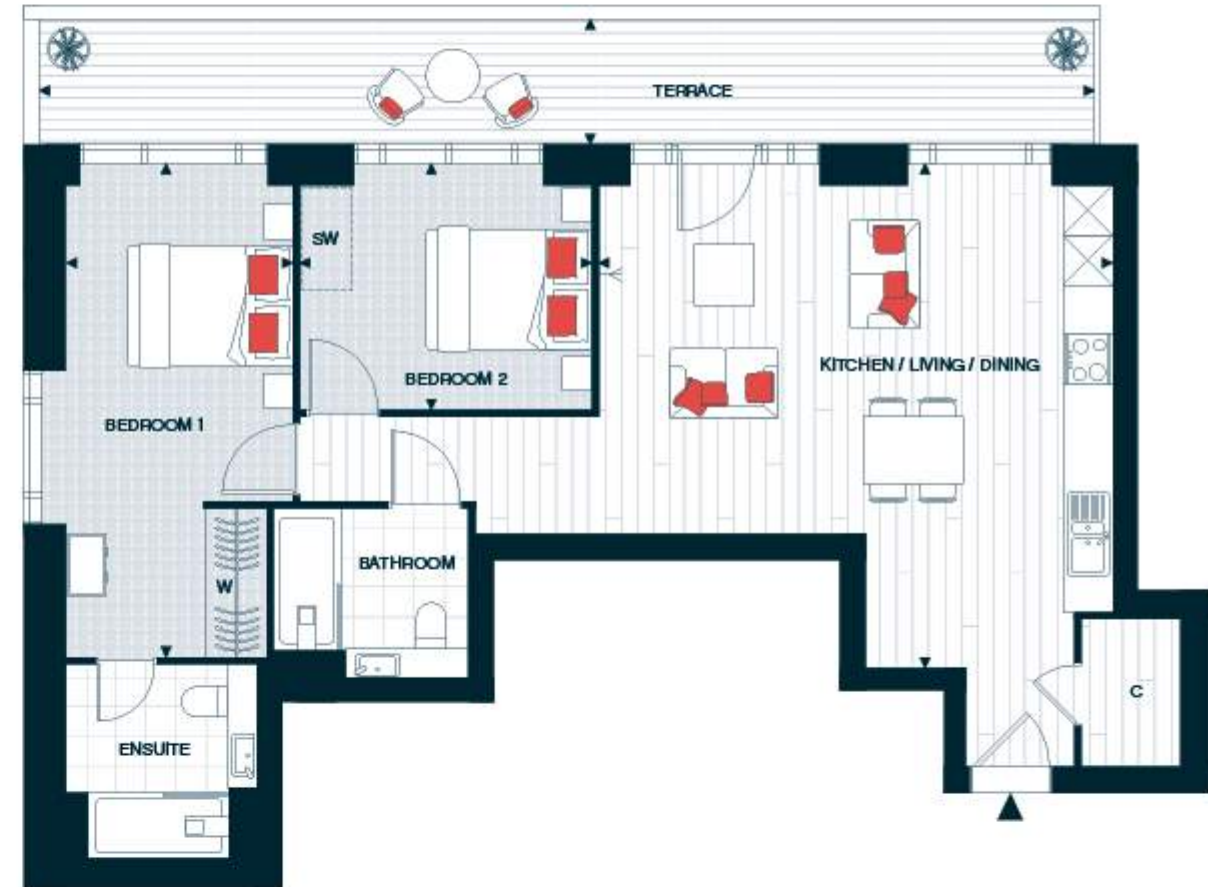 TERRACE
SW
BEDROOM 2
KITCHEN / LIVING / DINING
BEDROOM 1
BATHROOM
W
C
ENSUITE